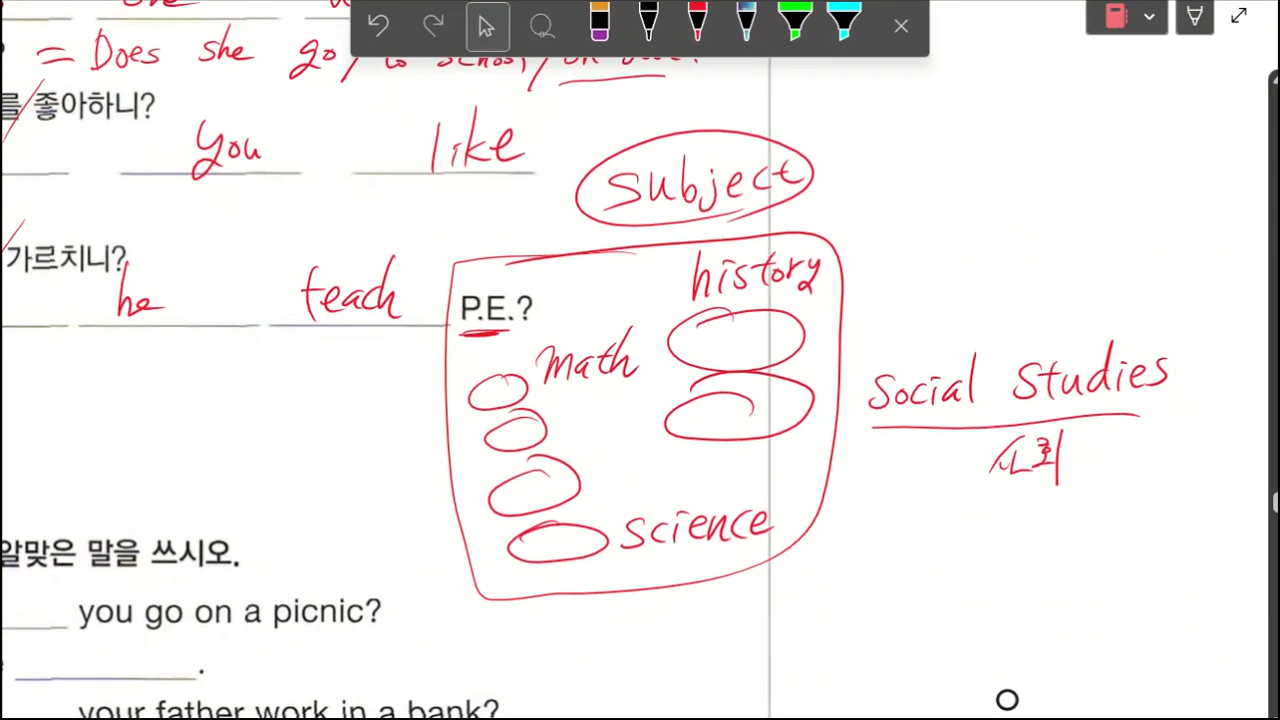 = Does she go / to school /
를 좋아하니?
you like
subject
가르치니?
he teach P.E.?
history
math
Social Studies
사회
science
알맞은 말을 쓰시오.
you go on a picnic?
.
your father work in a bank?